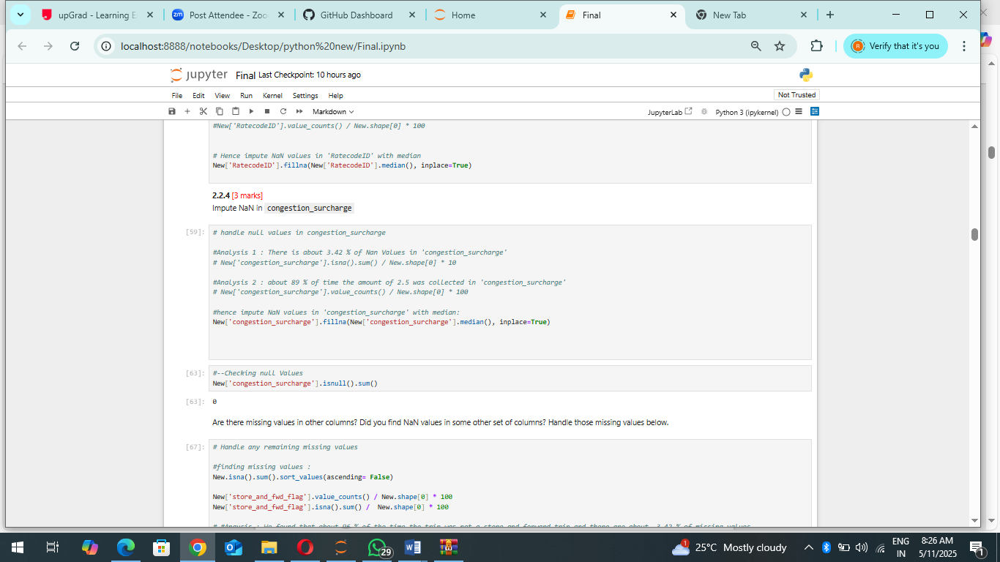 upGrad - Learning E
Post Attendee - Zoo
GitHub Dashboard
Home
Final
New Tab
localhost:8888/notebooks/Desktop/python%20new/Final.ipynb
Verify that it's you
jupyter Final Last Checkpoint: 10 hours ago
File Edit View Run Kernel Settings Help
Not Trusted
Markdown
JupyterLab
Python 3 (ipykernel)
#New['RatecodeID'].value_counts() / New.shape[0] * 100
# Hence impute NaN values in 'RatecodeID' with median
New['RatecodeID'].fillna(New['RatecodeID'].median(), inplace=True)
2.2.4 [3 marks]
Impute NaN in congestion_surcharge
[59]: # handle null values in congestion_surcharge
#Analysis 1 : There is about 3.42 % of Nan Values in 'congestion_surcharge'
# New['congestion_surcharge'].isna().sum() / New.shape[0] * 10
#Analysis 2 : about 89 % of time the amount of 2.5 was collected in 'congestion_surcharge'
# New['congestion_surcharge'].value_counts() / New.shape[0] * 100
#hence impute NaN values in 'congestion_surcharge' with median:
New['congestion_surcharge'].fillna(New['congestion_surcharge'].median(), inplace=True)
[63]: #--Checking null Values
New['congestion_surcharge'].isnull().sum()
[63]: 0
Are there missing values in other columns? Did you find NaN values in some other set of columns? Handle those missing values below.
[67]: # Handle any remaining missing values
#finding missing values :
New.isna().sum().sort_values(ascending= False)
New['store_and_fwd_flag'].value_counts() / New.shape[0] * 100
New['store_and_fwd_flag'].isna().sum() /  New.shape[0] * 100
# #Anaysis : We found that about 96 % of the time the trip was not a store and forward trip and there are about  3.42 % of missing values
29
1
25°C Mostly cloudy
ENG
IN
8:26 AM
5/11/2025
1